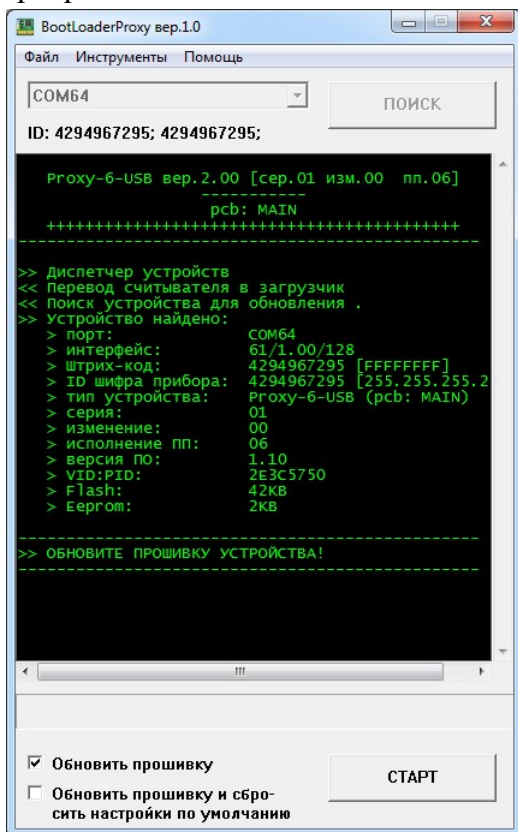 BootLoaderProxy вер.1.0
Файл Инструменты Помощь
COM64
ПОИСК
ID: 4294967295; 4294967295;
Proxy-6-USB вер.2.00 [сер.01 изм.00 пп.06]
-----------
pcb: MAIN
+++++++++++++++++++++++++++++++++++++++++++
------------------------------------------------
>> Диспетчер устройств
<< Перевод считывателя в загрузчик
<< Поиск устройства для обновления .
>> Устройство найдено:
> порт: COM64
> интерфейс: 61/1.00/128
> Штрих-код: 4294967295 [FFFFFFFF]
> ID шифра прибора: 4294967295 [255.255.255.2
> тип устройства: Proxy-6-USB (pcb: MAIN)
> серия: 01
> изменение: 00
> исполнение ПП: 06
> версия ПО: 1.10
> VID:PID: 2E3C5750
> Flash: 42KB
> Eeprom: 2KB
------------------------------------------------
>> ОБНОВИТЕ ПРОШИВКУ УСТРОЙСТВА!
------------------------------------------------
Обновить прошивку
Обновить прошивку и сбро-
сить настройки по умолчанию
СТАРТ